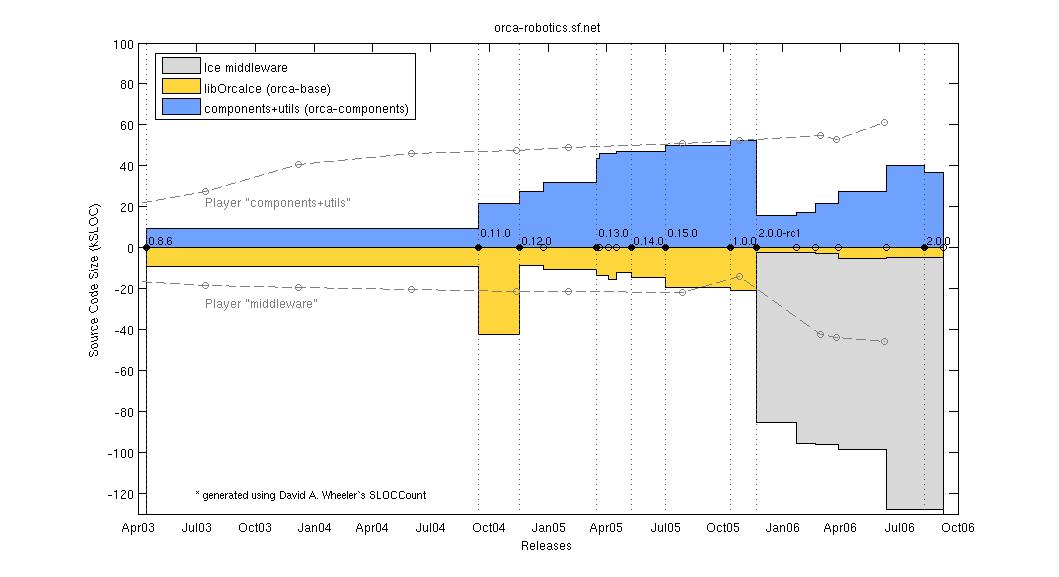 orca-robotics.sf.net
100
80
60
40
20
0
-20
-40
-60
-80
-100
-120
Source Code Size (kSLOC)
Ice middleware
libOrcaIce (orca-base)
components+utils (orca-components)
Player "components+utils"
0.8.6
0.11.0
0.12.0
0.13.0
0.14.0
0.15.0
1.0.0
2.0.0-rc1
2.0.0
Player "middleware"
* generated using David A. Wheeler`s SLOCCount
Apr03
Jul03
Oct03
Jan04
Apr04
Jul04
Oct04
Jan05
Apr05
Jul05
Oct05
Jan06
Apr06
Jul06
Oct06
Releases